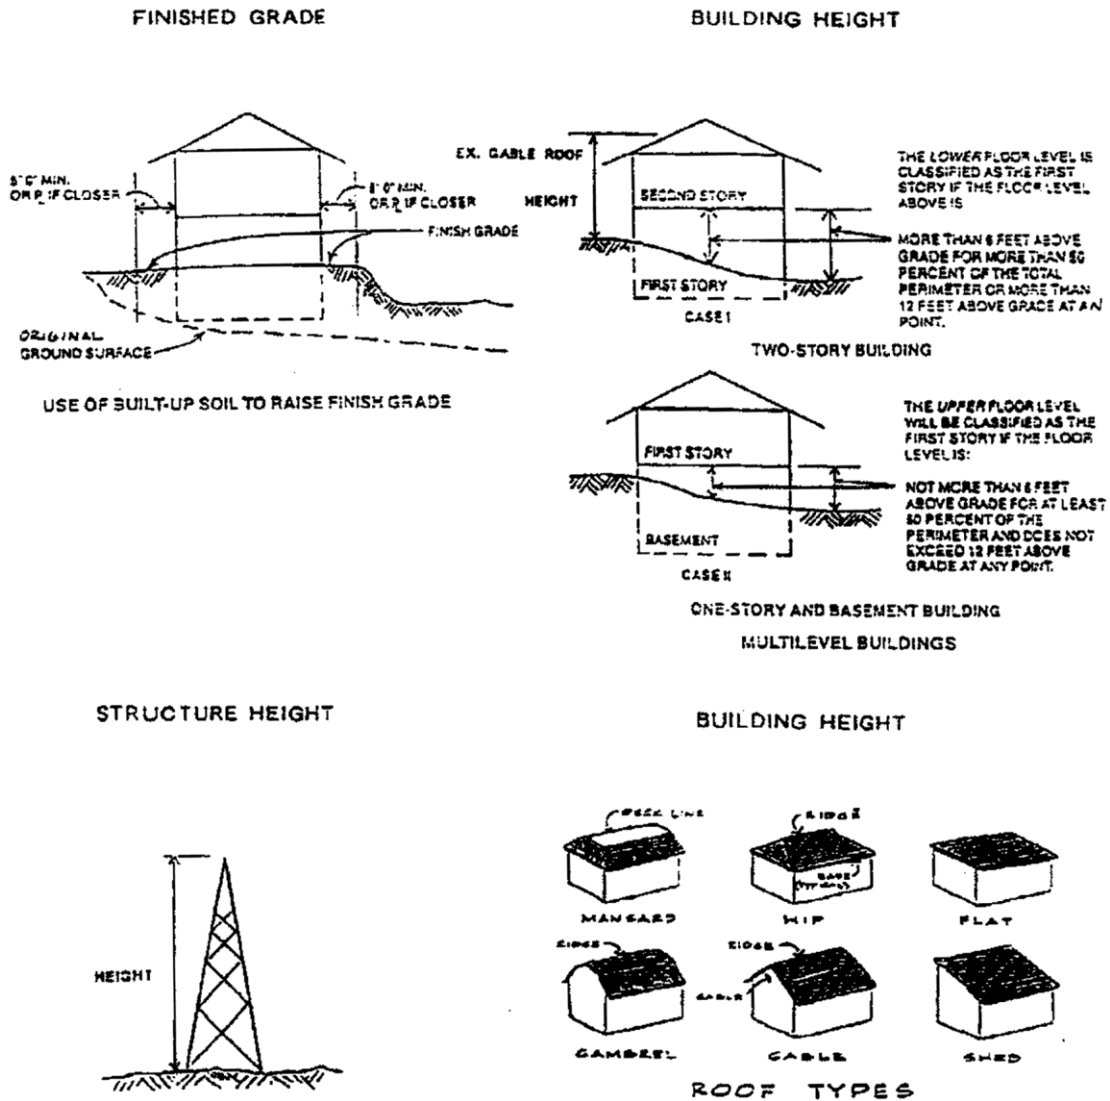 FINISHED GRADE
OR IF CLOSER
OR IF CLOSER
FINISH GRADE
ORIGINAL
GROUND SURFACE
USE OF BUILT-UP SOIL TO RAISE FINISH GRADE
BUILDING HEIGHT
EX. GABLE ROOF
HEIGHT
SECOND STORY
FIRST STORY
CASE I
THE LOWER FLOOR LEVEL IS
CLASSIFIED AS THE FIRST
STORY IF THE FLOOR LEVEL
ABOVE IS
MORE THAN 6 FEET ABOVE
GRADE FOR MORE THAN 50
PERCENT OF THE TOTAL
PERIMETER OR MORE THAN
12 FEET ABOVE GRADE AT
POINT.
TWO-STORY BUILDING
FIRST STORY
BASEMENT
CASE II
THE UPPER FLOOR LEVEL
WILL BE CLASSIFIED AS THE
FIRST STORY IF THE FLOOR
LEVEL IS:
NOT MORE THAN 6 FEET
ABOVE GRADE FOR AT LEAST
50 PERCENT OF THE
PERIMETER AND DOES NOT
EXCEED 12 FEET ABOVE
GRADE AT ANY POINT.
ONE-STORY AND BASEMENT BUILDING
MULTILEVEL BUILDINGS
STRUCTURE HEIGHT
HEIGHT
BUILDING HEIGHT
DECK LINE
RIDGE
MANSARD
HIP
FLAT
RIDGE
RIDGE
GABLE
GAMBREL
GABLE
SHED
ROOF TYPES